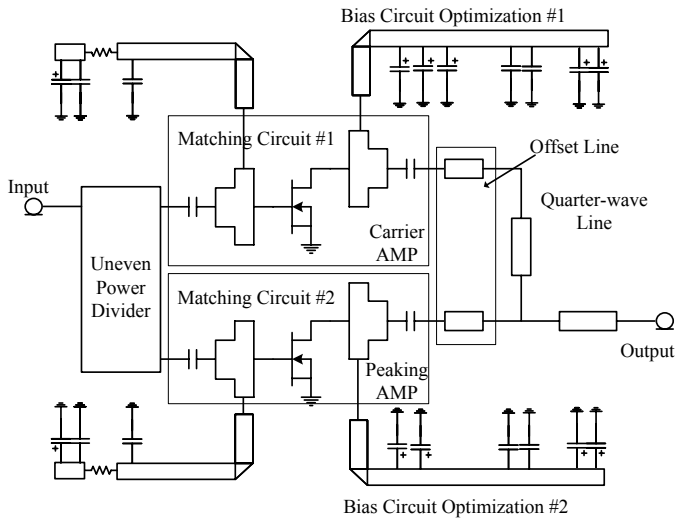 Bias Circuit Optimization #1
+
+
+
+
+
+
Matching Circuit #1
Offset Line
Input
Quarter-wave
Line
Carrier
AMP
Uneven
Power
Divider
Matching Circuit #2
Peaking
AMP
Output
+
+
+
+
+
Bias Circuit Optimization #2